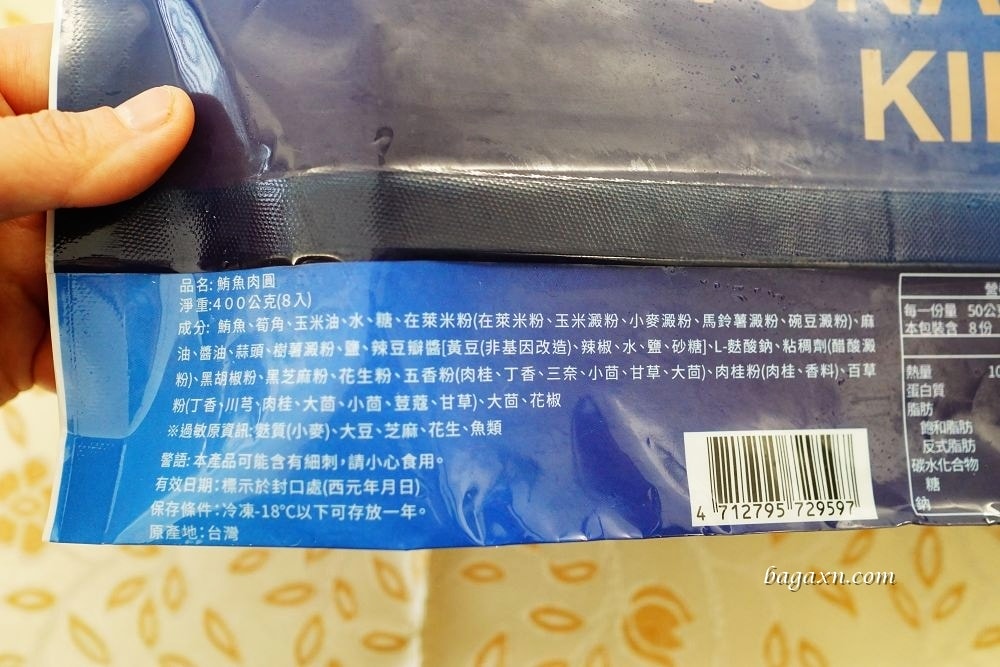 KI
品名: 鮪魚肉圓
淨重:400公克(8入)
成分: 鮪魚、筍角、玉米油、水、糖、在萊米粉(在萊米粉、玉米澱粉、小麥澱粉、馬鈴薯澱粉、碗豆澱粉)、麻
油、醬油、蒜頭、樹薯澱粉、鹽、辣豆瓣醬[黃豆(非基因改造)、辣椒、水、鹽、砂糖]、L-麩酸鈉、粘稠劑(醋酸澱
粉)、黑胡椒粉、黑芝麻粉、花生粉、五香粉(肉桂、丁香、三奈、小茴、甘草、大茴)、肉桂粉(肉桂、香料)、百草
粉(丁香、川芎、肉桂、大茴、小茴、荳蔻、甘草)、大茴、花椒
※過敏原資訊:麩質(小麥)、大豆、芝麻、花生、魚類
警語:本產品可能含有細刺,請小心食用。
有效日期:標示於封口處(西元年月日)
保存條件:冷凍-18°C以下可存放一年。
原產地:台灣
4 712795 729597
營
每一份量 50公
本包裝含 8份
熱量 10
蛋白質
脂肪
飽和脂肪
反式脂肪
碳水化合物
糖
鈉
bagaxn.com